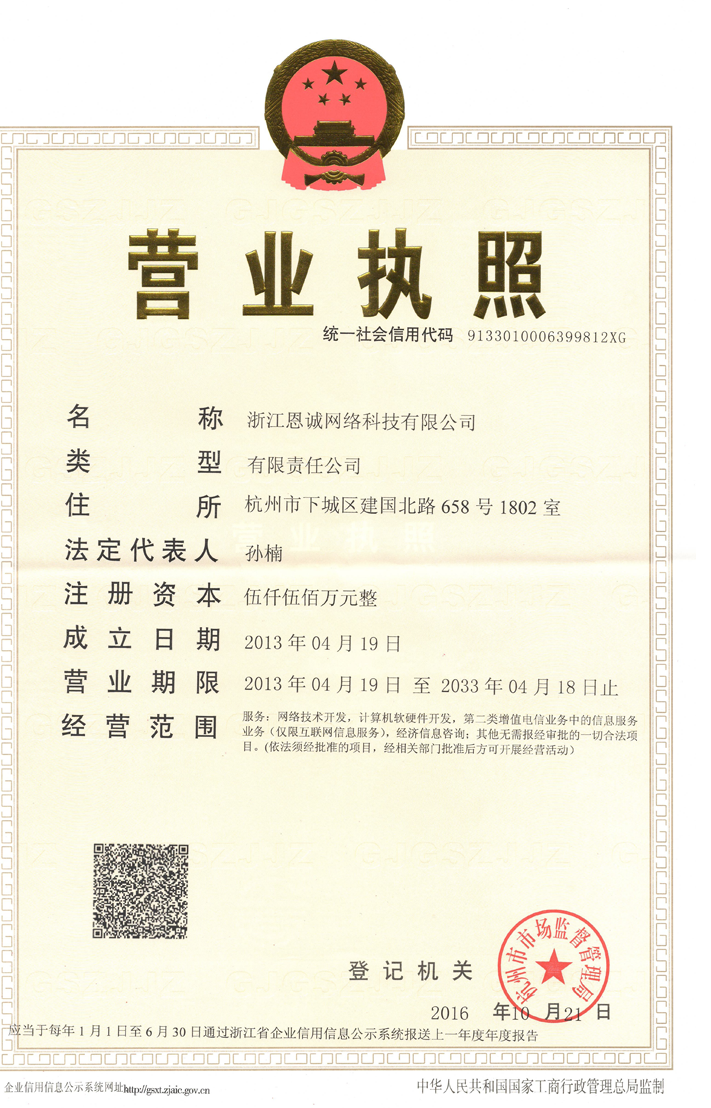 营业执照
统一社会信用代码 9133010006399812XG
名称 浙江恩诚网络科技有限公司
类型 有限责任公司
住所 杭州市下城区建国北路658号1802室
法定代表人 孙楠
注册资本 伍仟伍佰万元整
成立日期 2013年04月19日
营业期限 2013年04月19日 至 2033年04月18日止
经营范围 服务：网络技术开发，计算机软硬件开发，第二类增值电信业务中的信息服务
业务（仅限互联网信息服务），经济信息咨询；其他无需报经审批的一切合法项
目。(依法须经批准的项目，经相关部门批准后方可开展经营活动）
杭州市市场监督管理局
登记机关
2016 年10 月21 日
应当于每年1月1日至6月30日通过浙江省企业信用信息公示系统报送上一年度年度报告
企业信用信息公示系统网址:http://gsxt.zjaic.gov.cn
中华人民共和国国家工商行政管理总局监制